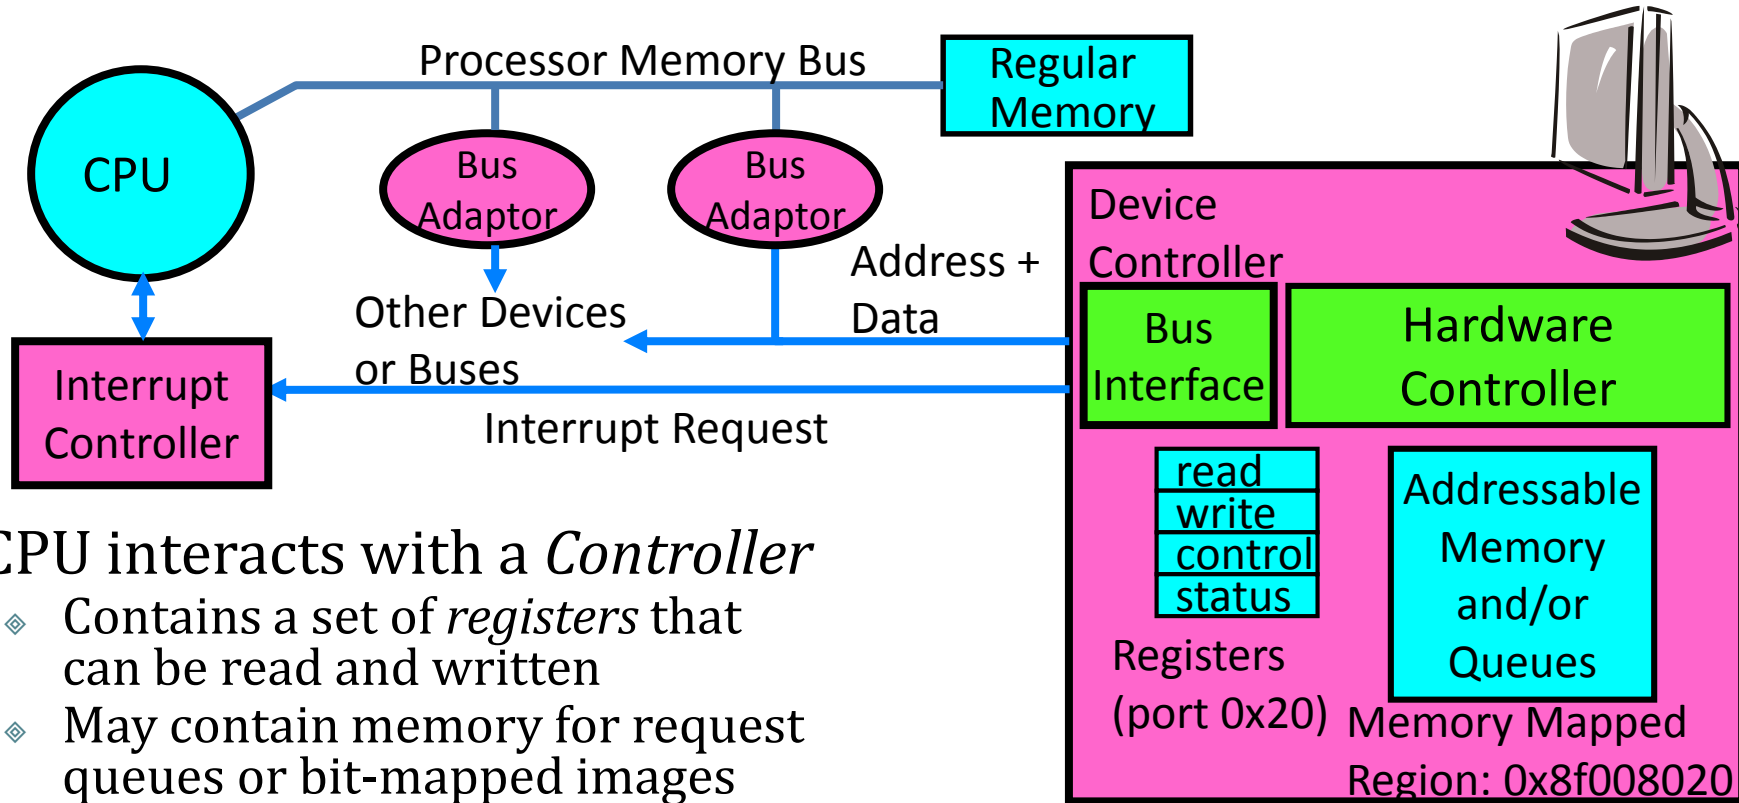 Processor Memory Bus
Regular
Memory
CPU
Bus
Adaptor
Bus
Adaptor
Device
Controller
Address +
Data
Other Devices
or Buses
Bus
Interface
Hardware
Controller
Interrupt
Controller
Interrupt Request
read
write
control
status
Addressable
Memory
and/or
Queues
Registers
(port 0x20)
Memory Mapped
Region: 0x8f008020
CPU interacts with a Controller
Contains a set of registers that
can be read and written
May contain memory for request
queues or bit-mapped images